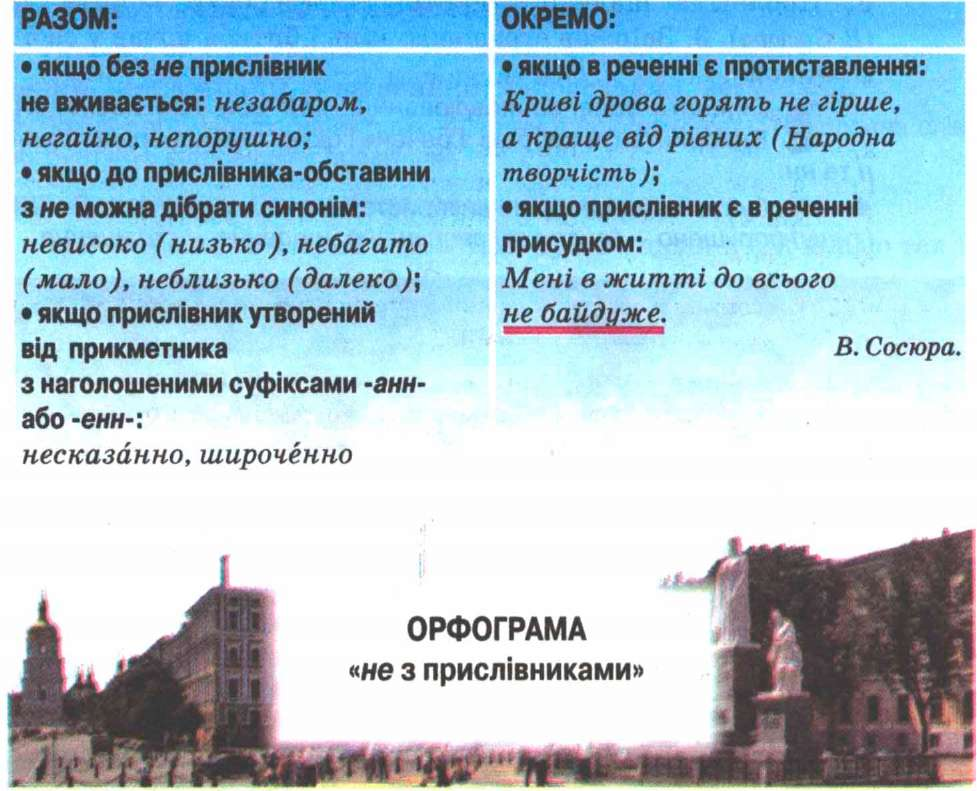 РАЗОМ:
• якщо без не прислівник
не вживається: незабаром,
негайно, непорушно;
• якщо до прислівника-обставини
з не можна дібрати синонім:
невисоко (низько), небагато
(мало), неблизько (далеко);
• якщо прислівник утворений
від прикметника
з наголошеними суфіксами -анн-
або -енн-:
несказа́нно, широче́нно
ОКРЕМО:
• якщо в реченні є протиставлення:
Криві дрова горять не гірше,
а краще від рівних (Народна
творчість);
• якщо прислівник є в реченні
присудком:
Мені в житті до всього
не байдуже.
В. Сосюра.
ОРФОГРАМА
«не з прислівниками»